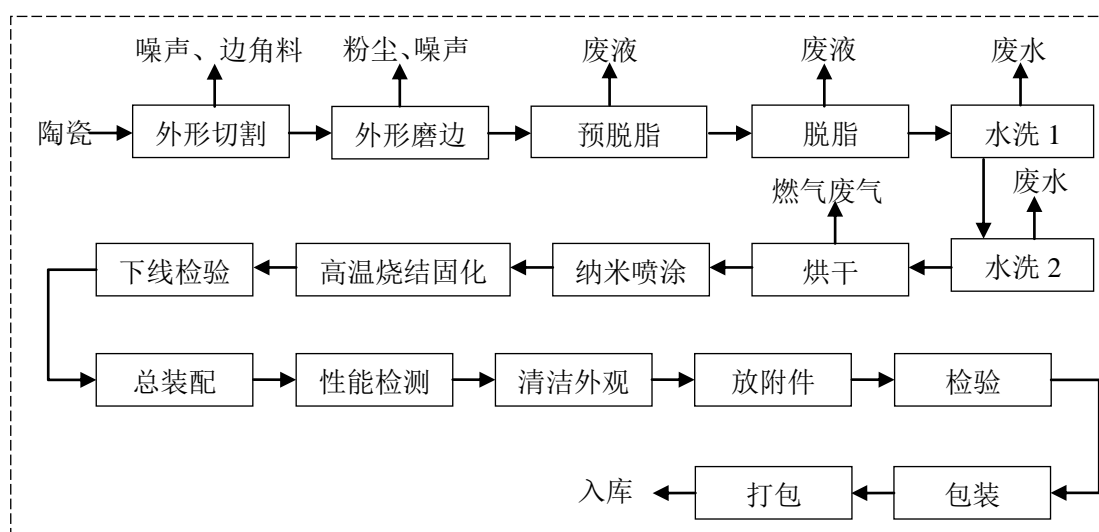 噪声、边角料 粉尘、噪声 废液 废液 废水
陶瓷 外形切割 外形磨边 预脱脂 脱脂 水洗 1
燃气废气 废水
下线检验 高温烧结固化 纳米喷涂 烘干 水洗 2
总装配 性能检测 清洁外观 放附件 检验
入库 打包 包装